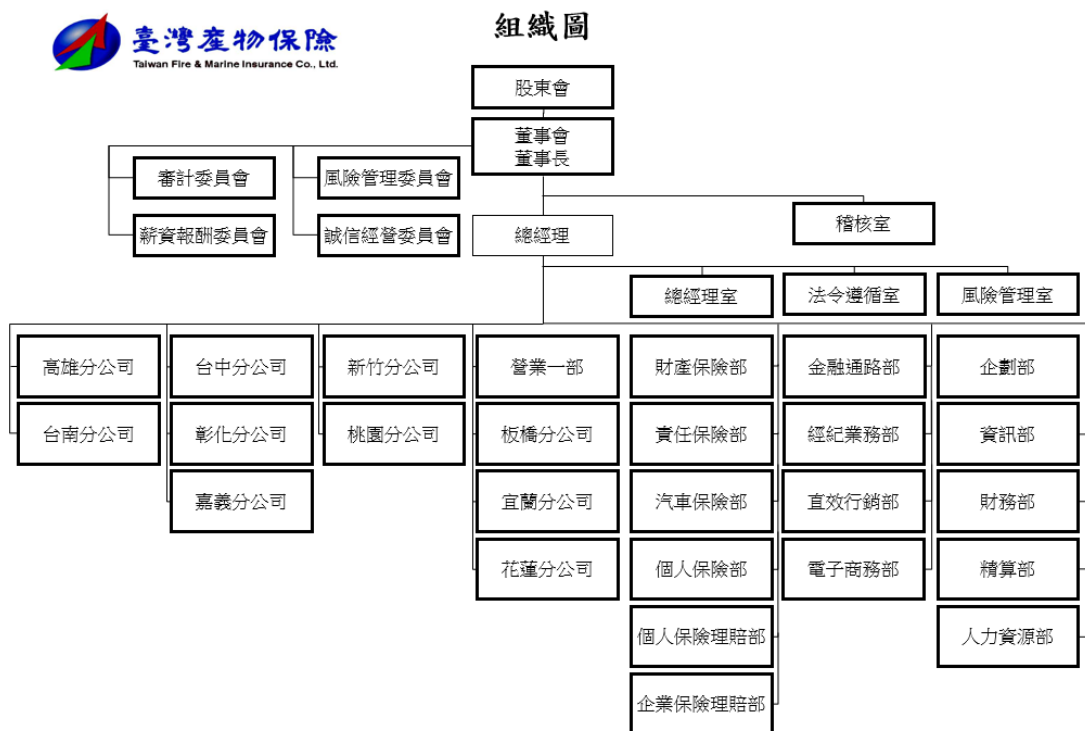 組織圖
臺灣產物保險
Taiwan Fire & Marine Insurance Co., Ltd.
股東會
董事會
董事長
審計委員會
風險管理委員會
薪資報酬委員會
誠信經營委員會
總經理
稽核室
總經理室
法令遵循室
風險管理室
高雄分公司
台中分公司
新竹分公司
營業一部
財產保險部
金融通路部
企劃部
台南分公司
彰化分公司
桃園分公司
板橋分公司
責任保險部
經紀業務部
資訊部
嘉義分公司
宜蘭分公司
汽車保險部
直效行銷部
財務部
花蓮分公司
個人保險部
電子商務部
精算部
個人保險理賠部
人力資源部
企業保險理賠部